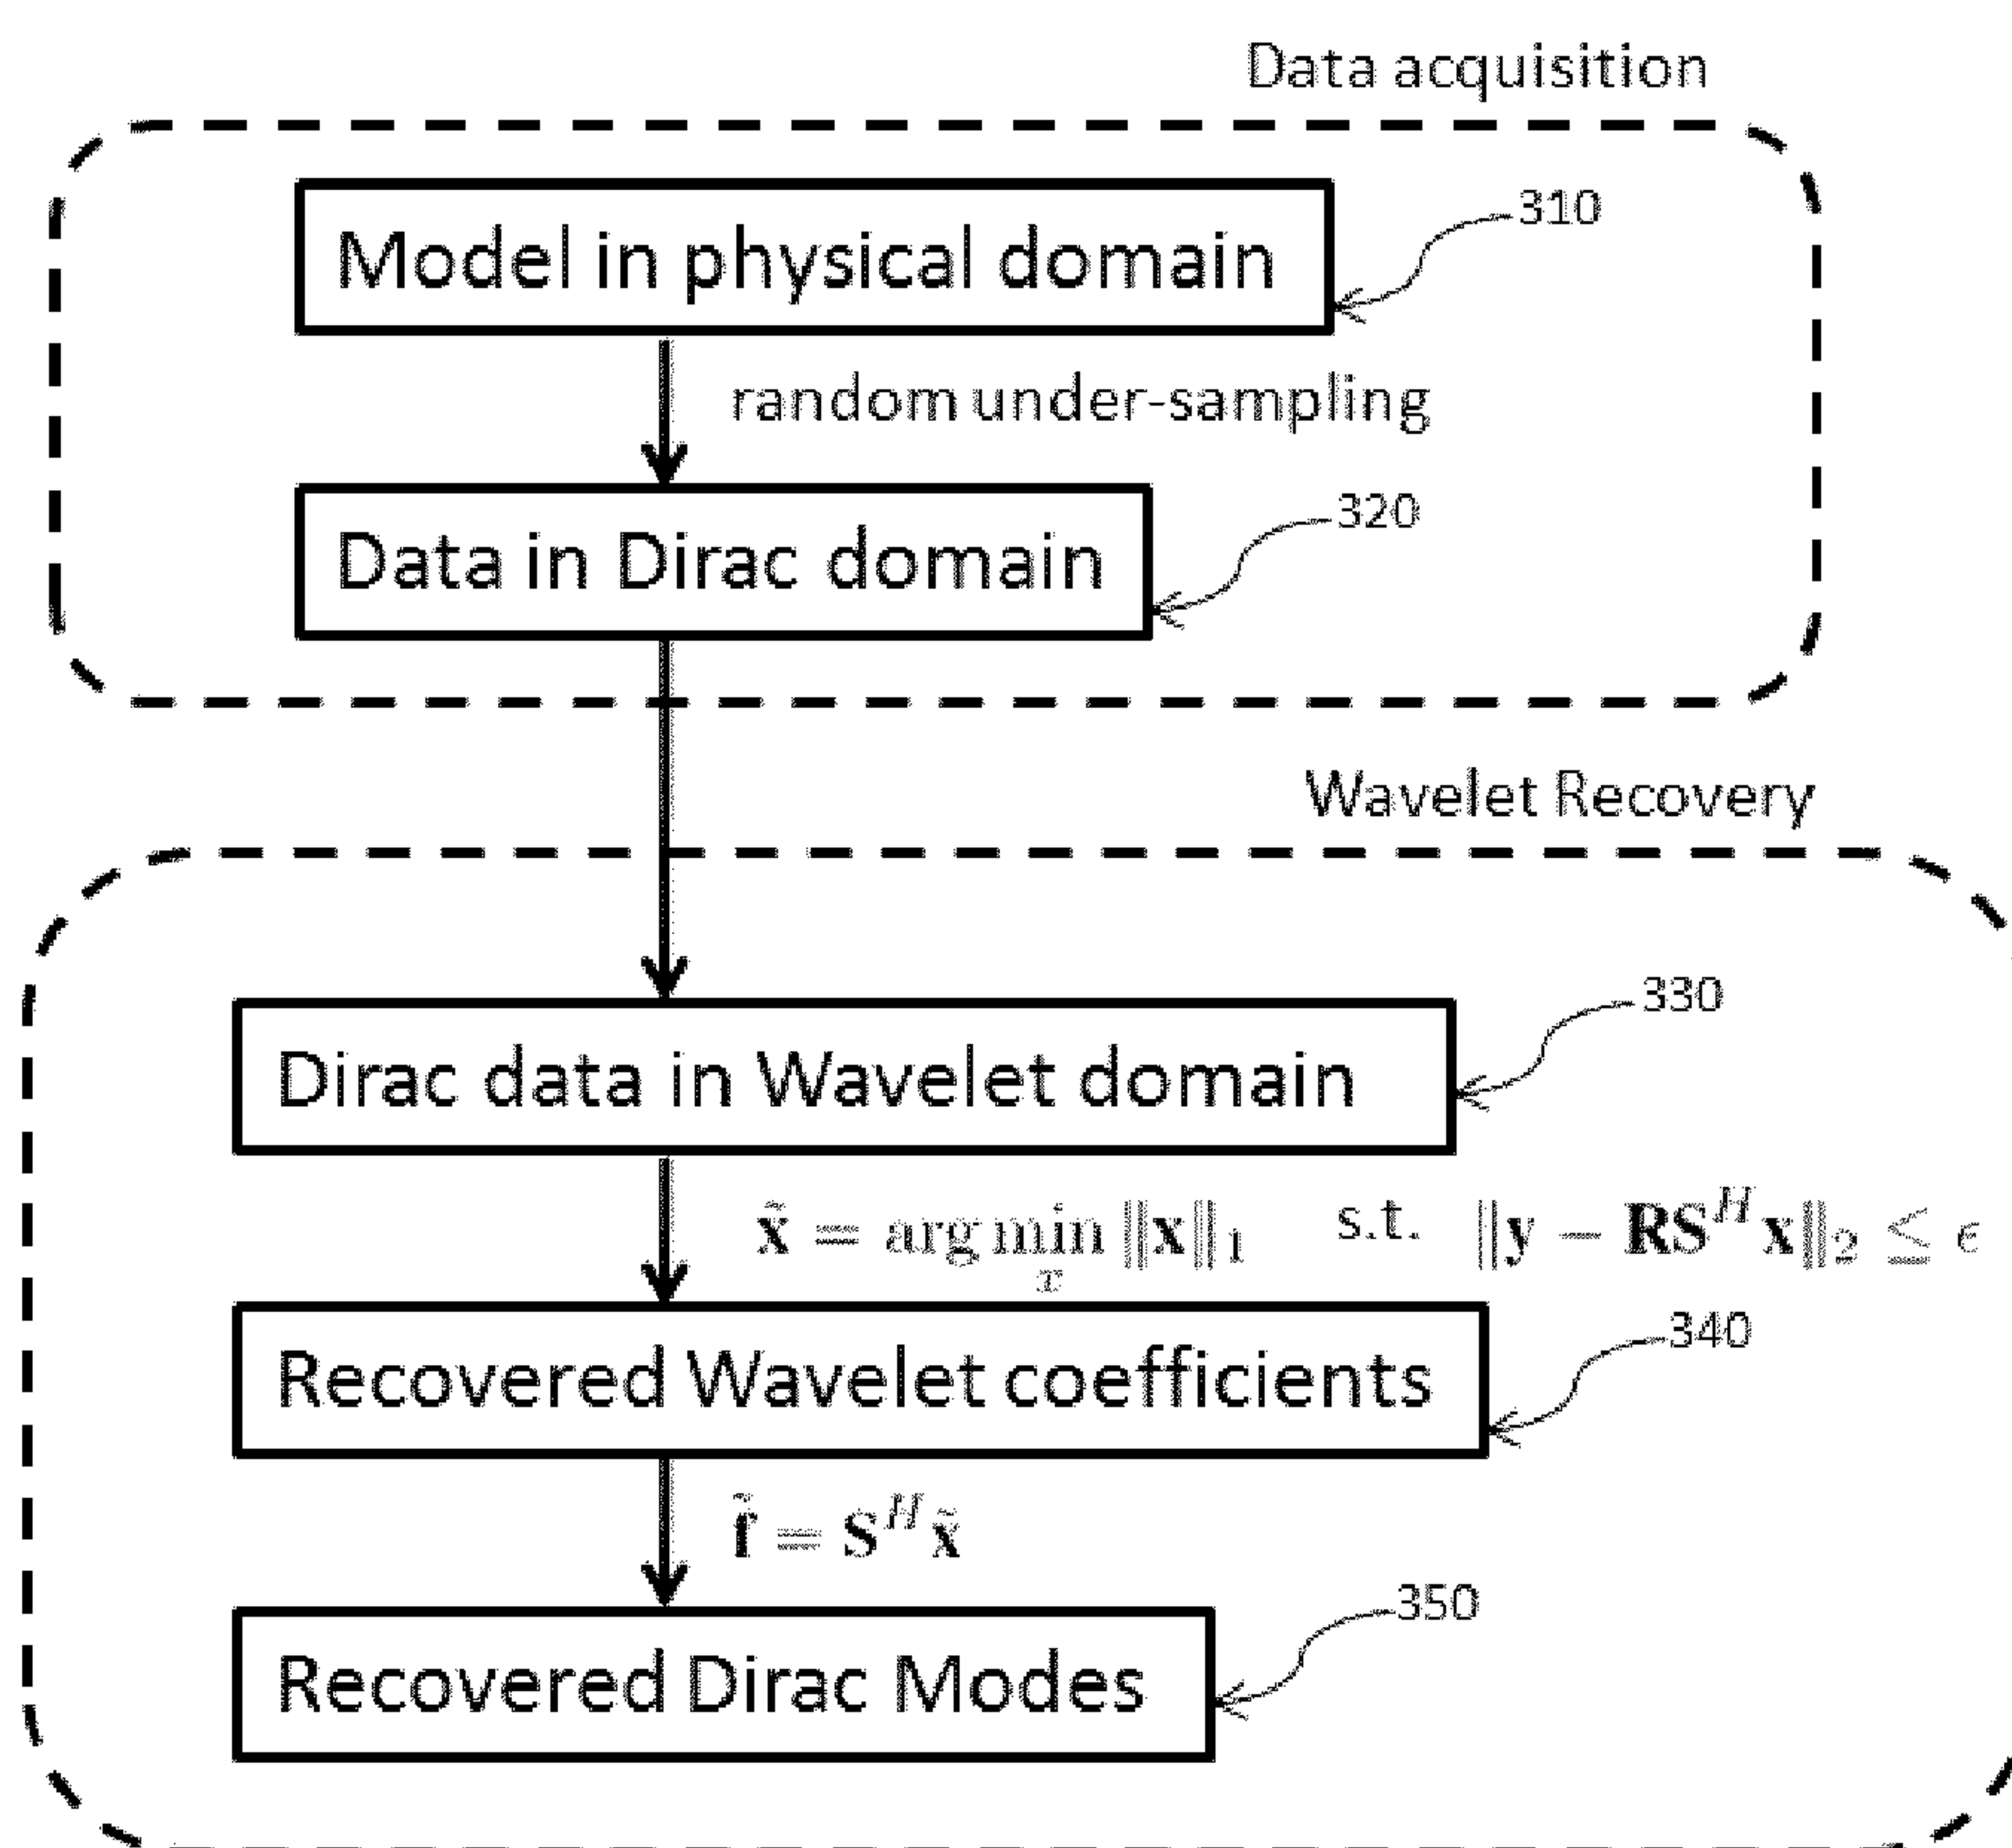 Data acquisition
Model in physical domain
310
random under-sampling
Data in Dirac domain
320
Wavelet Recovery
Dirac data in Wavelet domain
330
x̃ = arg min_x ‖x‖₁ s.t. ‖y − RS^H x‖₂ ≤ ϵ
Recovered Wavelet coefficients
340
f̃ = S^H x̃
Recovered Dirac Modes
350